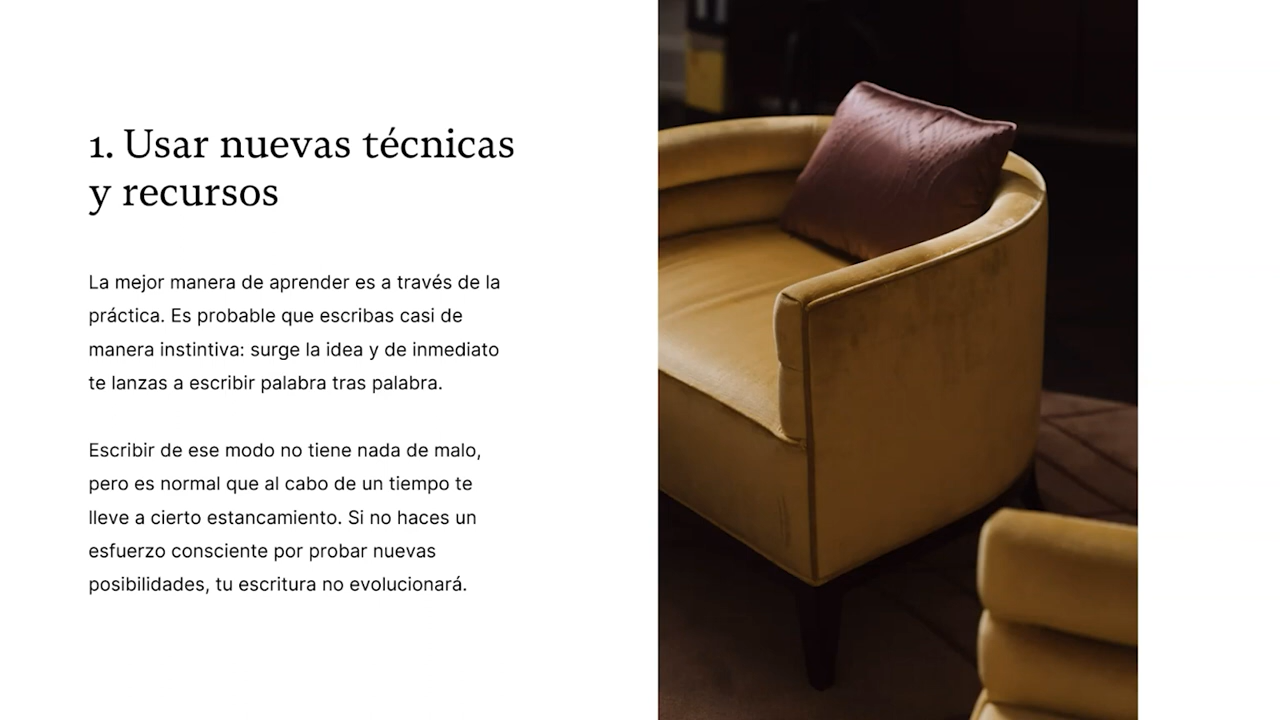 1. Usar nuevas técnicas
y recursos
La mejor manera de aprender es a través de la
práctica. Es probable que escribas casi de
manera instintiva: surge la idea y de inmediato
te lanzas a escribir palabra tras palabra.
Escribir de ese modo no tiene nada de malo,
pero es normal que al cabo de un tiempo te
lleve a cierto estancamiento. Si no haces un
esfuerzo consciente por probar nuevas
posibilidades, tu escritura no evolucionará.